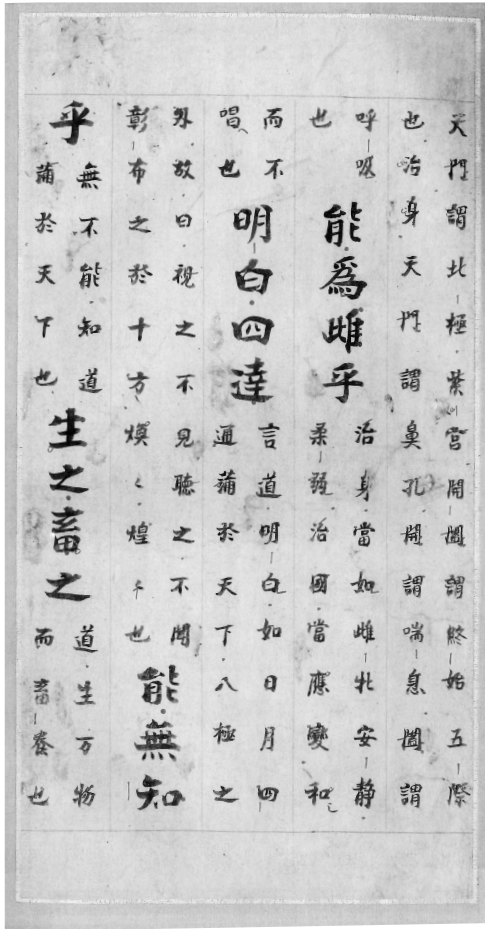 天門謂北極紫宮開闔謂終始五際
也治身天門謂鼻孔開謂喘息闔謂
呼吸
也
能爲雌乎
治身當如雌牝安静
柔弱治國當應變和
而不
唱也
明白四達
言道明白如日月四
通滿於天下八極之
外故曰視之不見聽之不聞
彰布之於十方煥〻煌〻也
能無知
乎
無不能知道
滿於天下也
生之畜之
道生万物
而畜養也